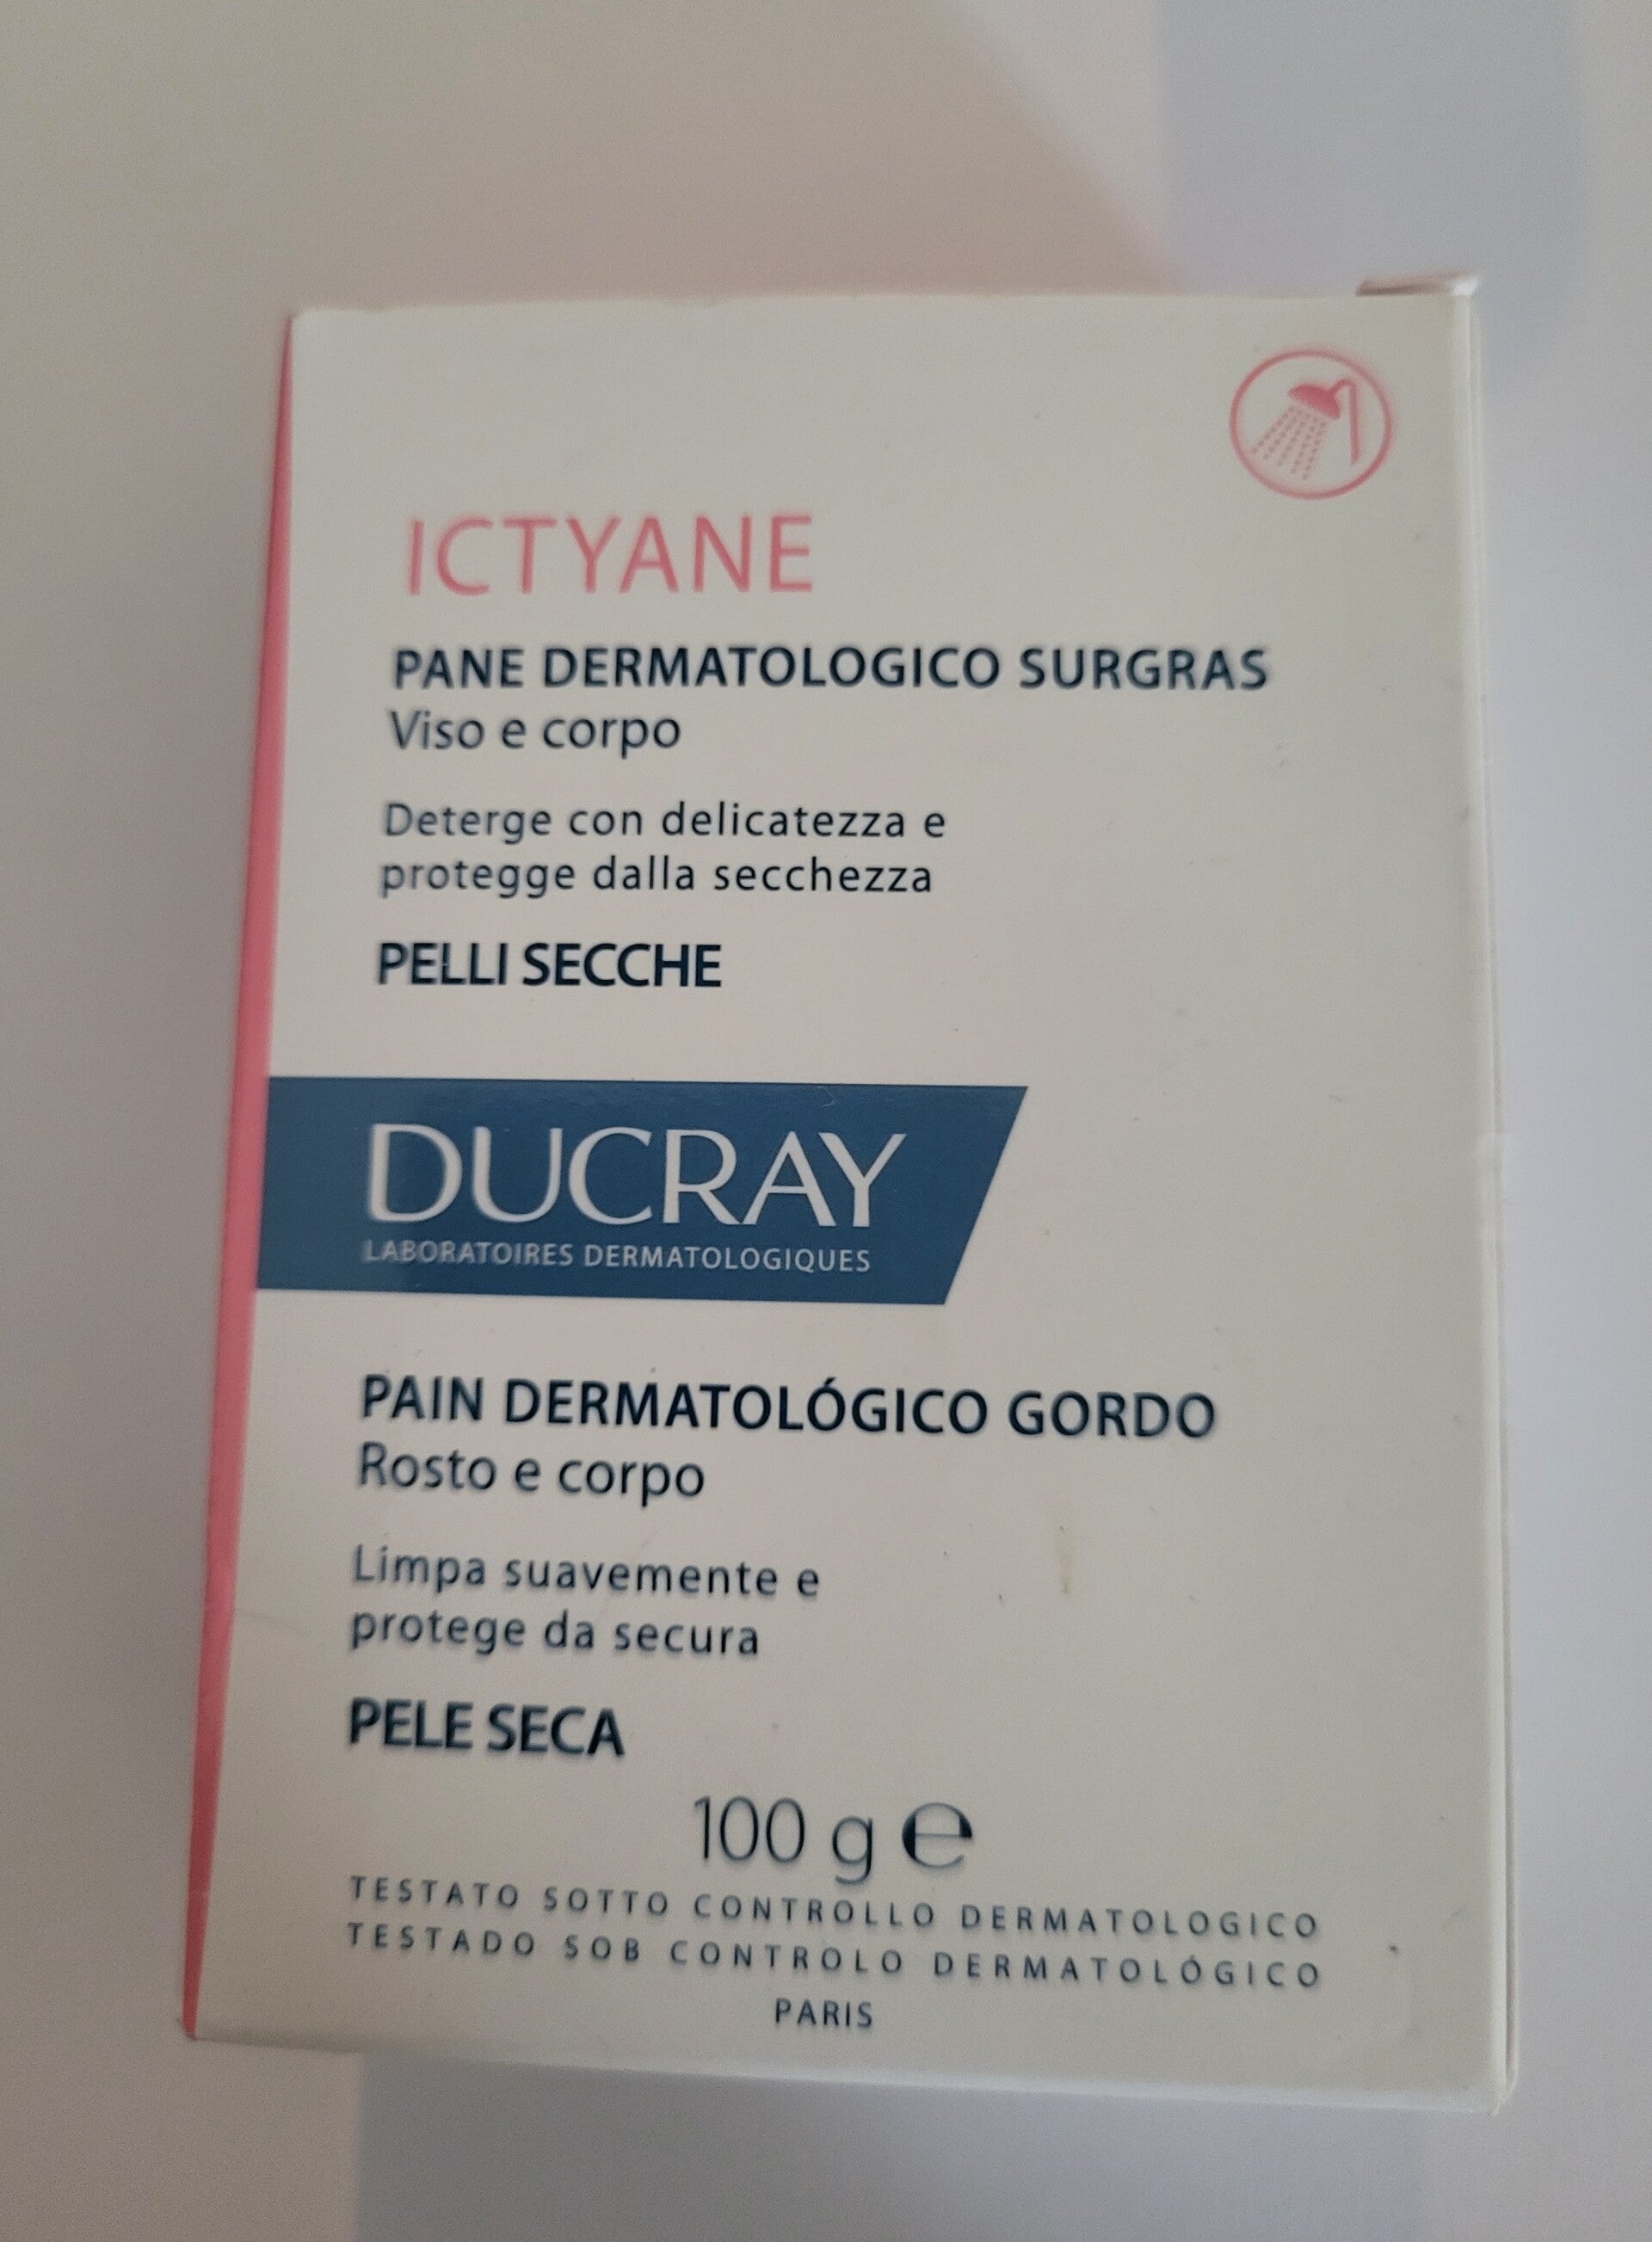 ICTYANE
PANE DERMATOLOGICO SURGRAS
Viso e corpo
Deterge con delicatezza e
protegge dalla secchezza
PELLI SECCHE
DUCRAY
LABORATOIRES DERMATOLOGIQUES
PAIN DERMATOLÓGICO GORDO
Rosto e corpo
Limpa suavemente e
protege da secura
PELE SECA
100 g e
TESTATO SOTTO CONTROLLO DERMATOLOGICO
TESTADO SOB CONTROLO DERMATOLÓGICO
PARIS